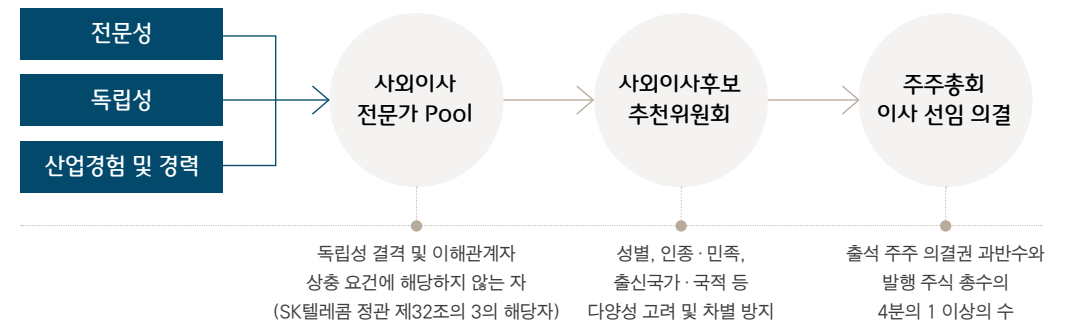 전문성
독립성
산업경험 및 경력
사외이사
전문가 Pool
사외이사후보
추천위원회
주주총회
이사 선임 의결
독립성 결격 및 이해관계자
상충 요건에 해당하지 않는 자
(SK텔레콤 정관 제32조의 3의 해당자)
성별, 인종 · 민족,
출신국가 · 국적 등
다양성 고려 및 차별 방지
출석 주주 의결권 과반수와
발행 주식 총수의
4분의 1 이상의 수